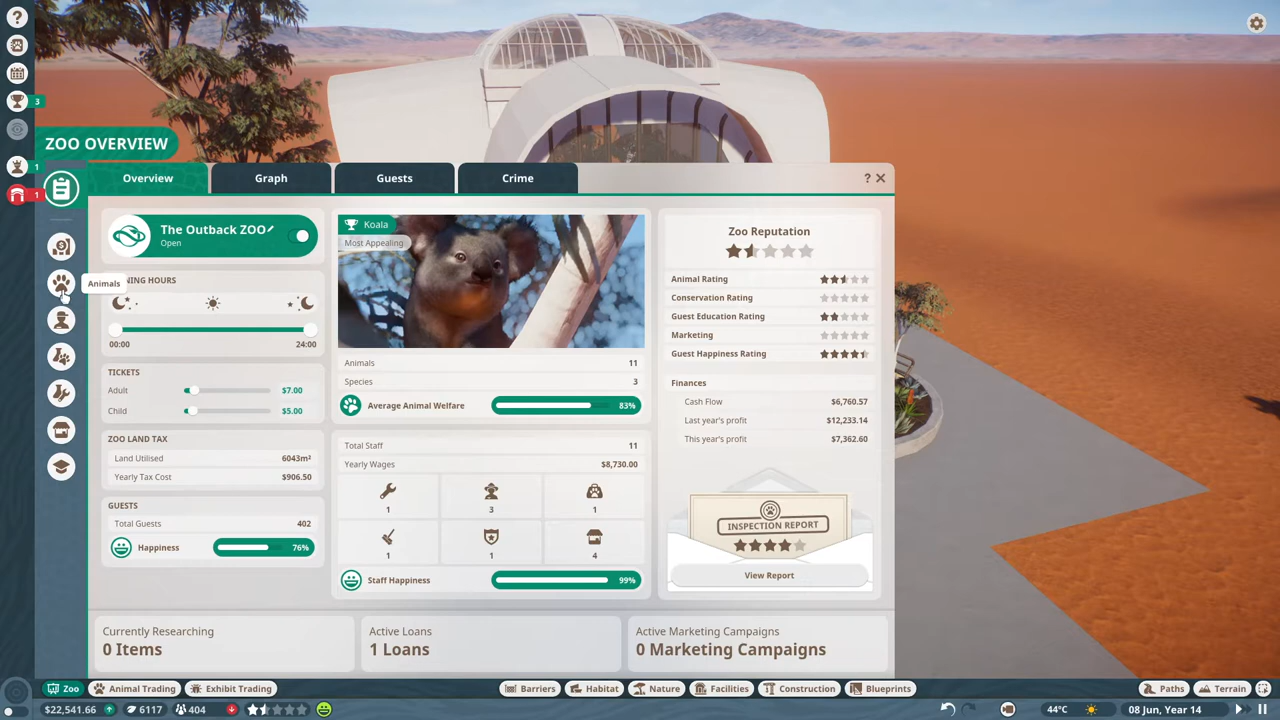 ?
3
ZOO OVERVIEW
1
1
Overview
Graph
Guests
Crime
?
The Outback ZOO
Open
Animals
OPENING HOURS
00:00
24:00
TICKETS
Adult
$7.00
Child
$5.00
ZOO LAND TAX
Land Utilised
6043m²
Yearly Tax Cost
$906.50
GUESTS
Total Guests
402
Happiness
76%
Koala
Most Appealing
Animals
11
Species
3
Average Animal Welfare
83%
Total Staff
11
Yearly Wages
$8,730.00
1
3
1
1
1
4
Staff Happiness
99%
Zoo Reputation
Animal Rating
Conservation Rating
Guest Education Rating
Marketing
Guest Happiness Rating
Finances
Cash Flow
$6,760.57
Last year's profit
$12,233.14
This year's profit
$7,362.60
INSPECTION REPORT
View Report
Currently Researching
0 Items
Active Loans
1 Loans
Active Marketing Campaigns
0 Marketing Campaigns
Zoo
Animal Trading
Exhibit Trading
Barriers
Habitat
Nature
Facilities
Construction
Blueprints
Paths
Terrain
$22,541.66
6117
404
44°C
08 Jun, Year 14